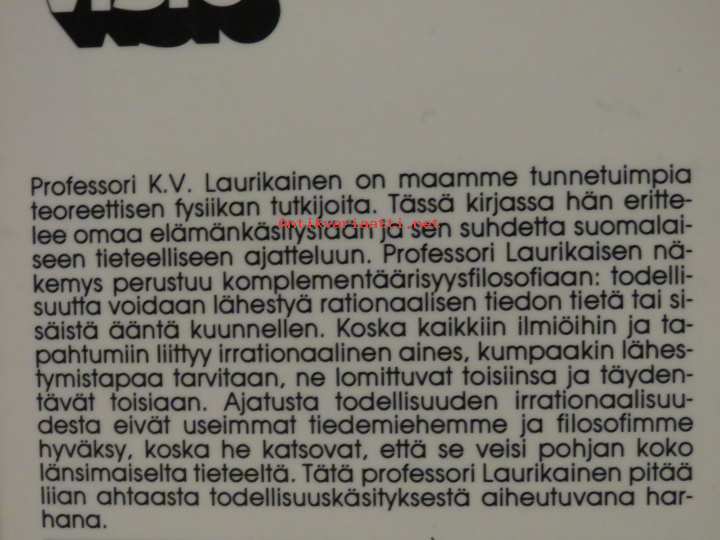 VISIO
Professori K.V. Laurikainen on maamme tunnetuimpia
teoreettisen fysiikan tutkijoita. Tässä kirjassa hän eritte-
lee omaa elämänkäsitystään ja sen suhdetta suomalai-
Antikvariaatti.net
seen tieteelliseen ajatteluun. Professori Laurikaisen nä-
kemys perustuu komplementäärisyysfilosofiaan: todelli-
suutta voidaan lähestyä rationaalisen tiedon tietä tai si-
säistä ääntä kuunnellen. Koska kaikkiin ilmiöihin ja ta-
pahtumiin liittyy irrationaalinen aines, kumpaakin lähes-
tymistapaa tarvitaan, ne lomittuvat toisiinsa ja täyden-
tävät toisiaan. Ajatusta todellisuuden irrationaalisuu-
desta eivät useimmat tiedemiehemme ja filosofimme
hyväksy, koska he katsovat, että se veisi pohjan koko
länsimaiselta tieteeltä. Tätä professori Laurikainen pitää
liian ahtaasta todellisuuskäsityksestä aiheutuvana har-
hana.